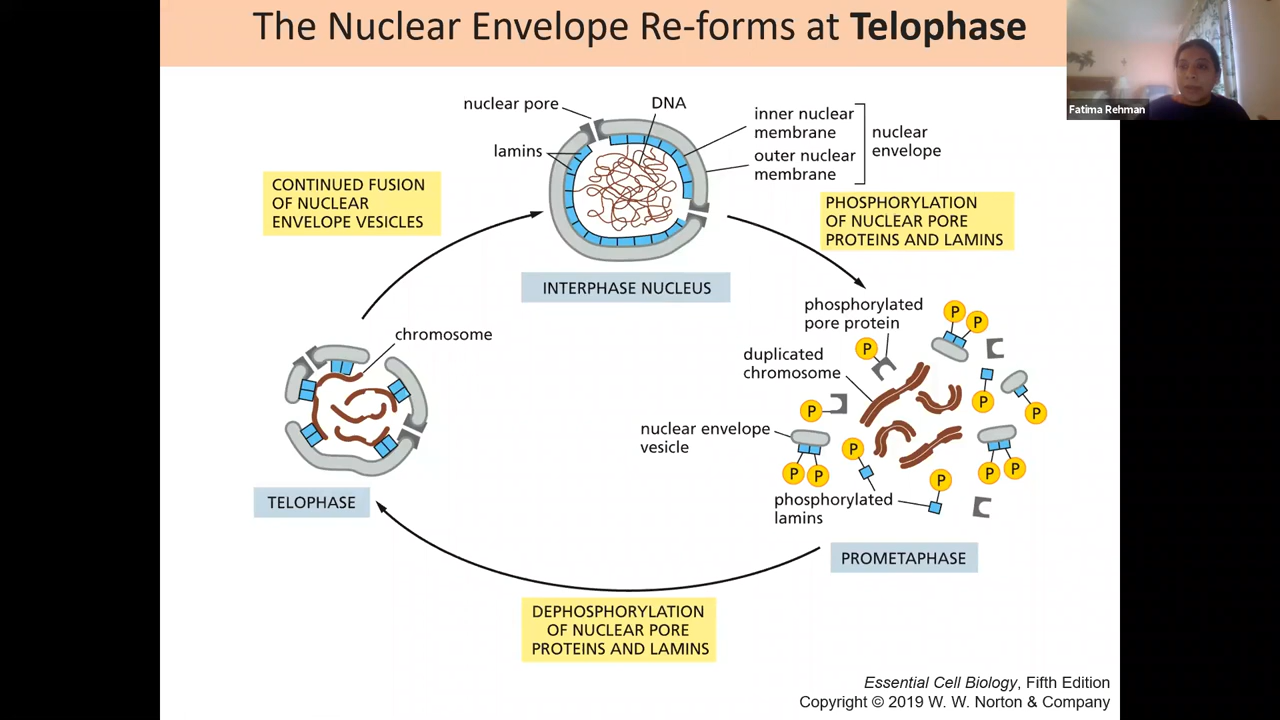 The Nuclear Envelope Re-forms at Telophase
Fatima Rehman
nuclear pore
DNA
lamins
inner nuclear
membrane
outer nuclear
membrane
nuclear
envelope
CONTINUED FUSION
OF NUCLEAR
ENVELOPE VESICLES
PHOSPHORYLATION
OF NUCLEAR PORE
PROTEINS AND LAMINS
INTERPHASE NUCLEUS
chromosome
phosphorylated
pore protein
duplicated
chromosome
nuclear envelope
vesicle
phosphorylated
lamins
P
P
P
P
P
P
P
P
P
P
P
P
TELOPHASE
PROMETAPHASE
DEPHOSPHORYLATION
OF NUCLEAR PORE
PROTEINS AND LAMINS
Essential Cell Biology, Fifth Edition
Copyright © 2019 W. W. Norton & Company